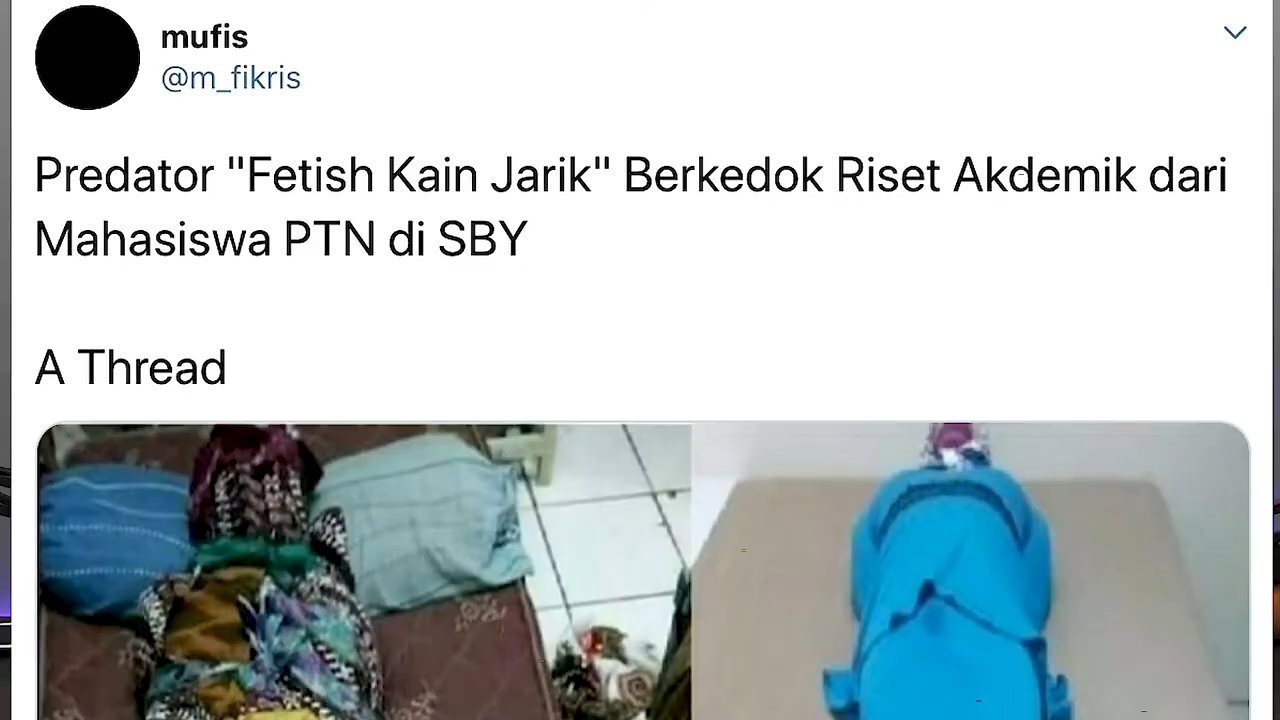 mufis
@m_fikris
Predator "Fetish Kain Jarik" Berkedok Riset Akdemik dari
Mahasiswa PTN di SBY
A Thread